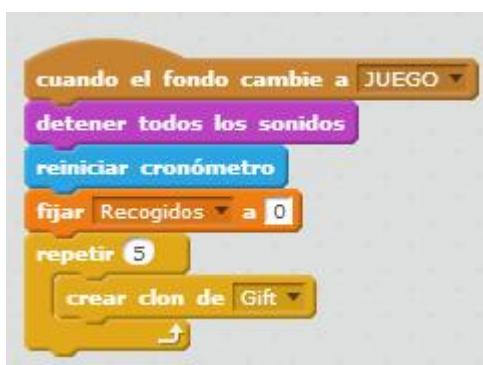 cuando el fondo cambie a JUEGO
detener todos los sonidos
reiniciar cronómetro
fijar Recogidos a 0
repetir 5
crear clon de Gift